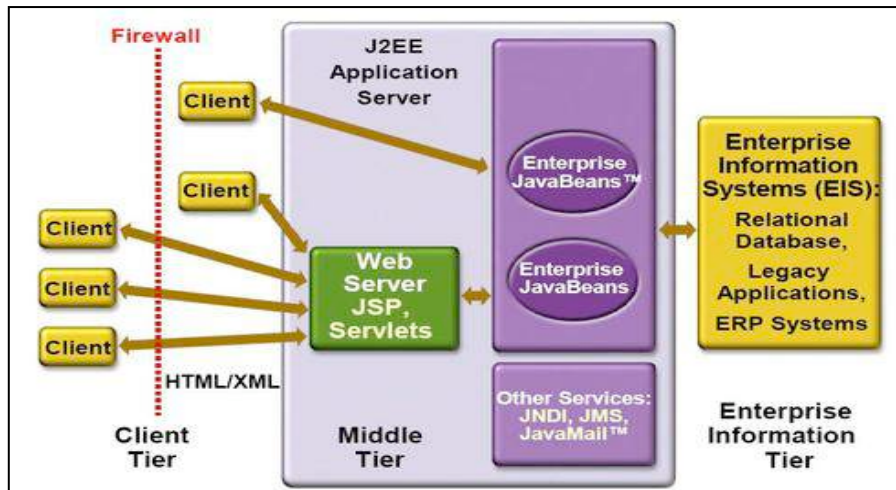 Firewall
J2EE
Application
Server
Client
Client
Client
Client
Client
HTML/XML
Client
Tier
Web
Server
JSP,
Servlets
Middle
Tier
Enterprise
JavaBeans™
Enterprise
JavaBeans
Other Services:
JNDI, JMS,
JavaMail™
Enterprise
Information
Systems (EIS):
Relational
Database,
Legacy
Applications,
ERP Systems
Enterprise
Information
Tier